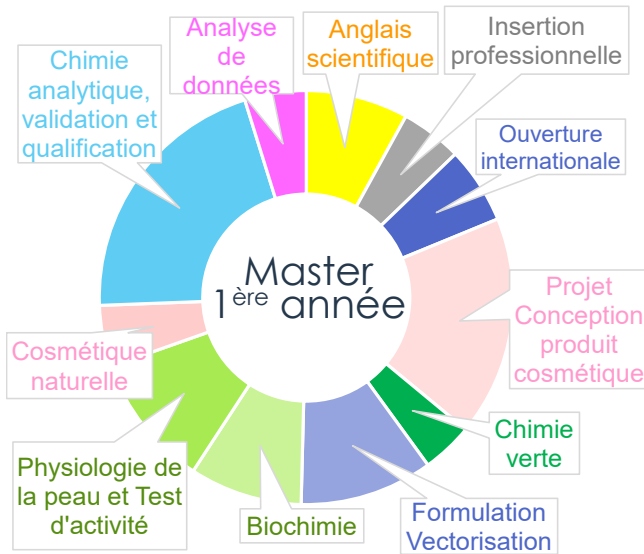 Analyse
de
données
Anglais
scientifique
Insertion
professionnelle
Chimie
analytique,
validation et
qualification
Ouverture
internationale
Master
1ère année
Projet
Conception
produit
cosmétique
Cosmétique
naturelle
Chimie
verte
Physiologie de
la peau et Test
d'activité
Biochimie
Formulation
Vectorisation